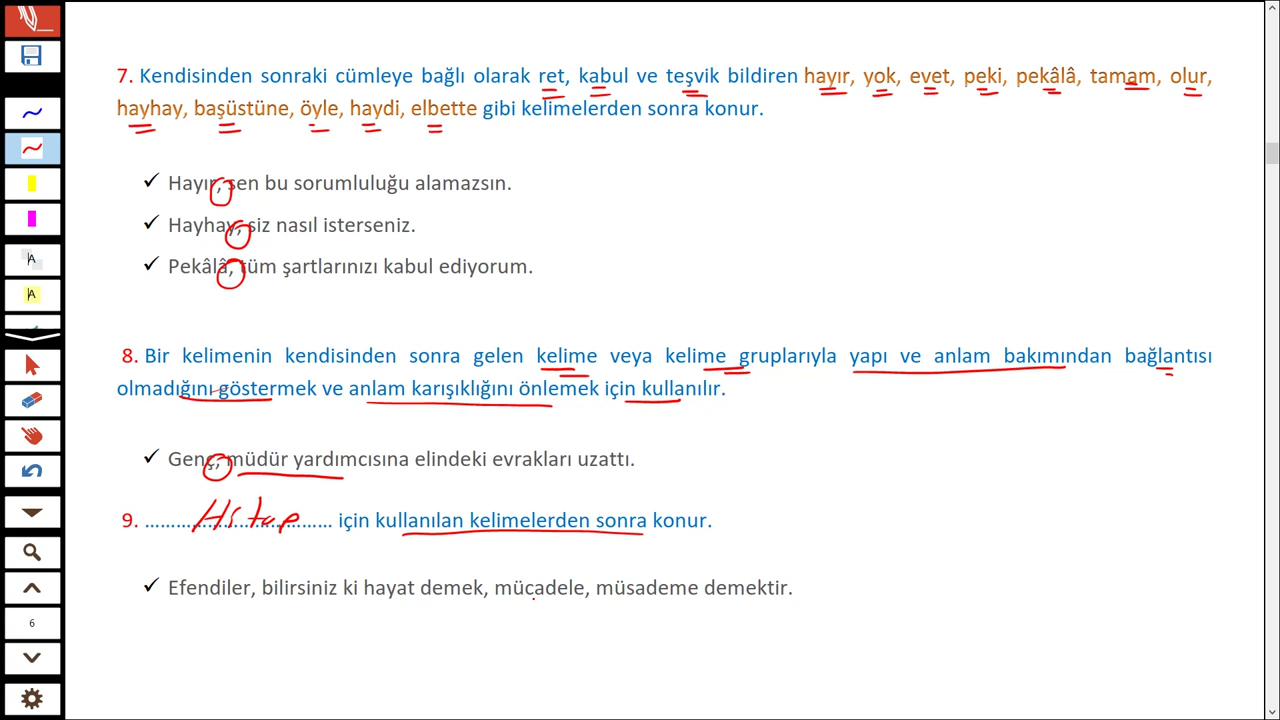 7. Kendisinden sonraki cümleye bağlı olarak ret, kabul ve teşvik bildiren hayır, yok, evet, peki, pekâlâ, tamam, olur,
hayhay, başüstüne, öyle, haydi, elbette gibi kelimelerden sonra konur.
✓ Hayır, sen bu sorumluluğu alamazsın.
✓ Hayhay, siz nasıl isterseniz.
✓ Pekâlâ, tüm şartlarınızı kabul ediyorum.
8. Bir kelimenin kendisinden sonra gelen kelime veya kelime gruplarıyla yapı ve anlam bakımından bağlantısı
olmadığını göstermek ve anlam karışıklığını önlemek için kullanılır.
✓ Genç, müdür yardımcısına elindeki evrakları uzattı.
9. ....Hitap.... için kullanılan kelimelerden sonra konur.
✓ Efendiler, bilirsiniz ki hayat demek, mücadele, müsademe demektir.
A
A
6